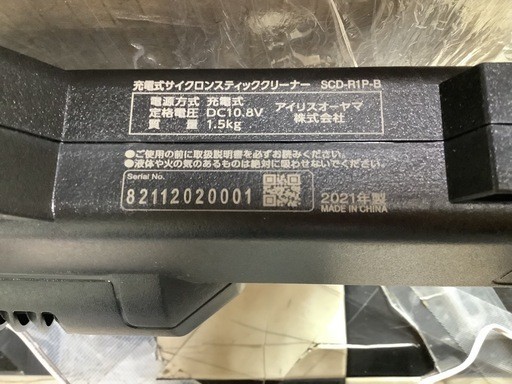 充電式サイクロンスティッククリーナー SCD-R1P-B
電源方式 充電式
定格電圧 DC10.8V
質量 1.5kg
アイリスオーヤマ
株式会社
●ご使用の前に取扱説明書を必ずお読みください。
●液体や火の気のあるものは絶対に吸わせないでください。
Serial No.
82112020001
2021年製
MADE IN CHINA